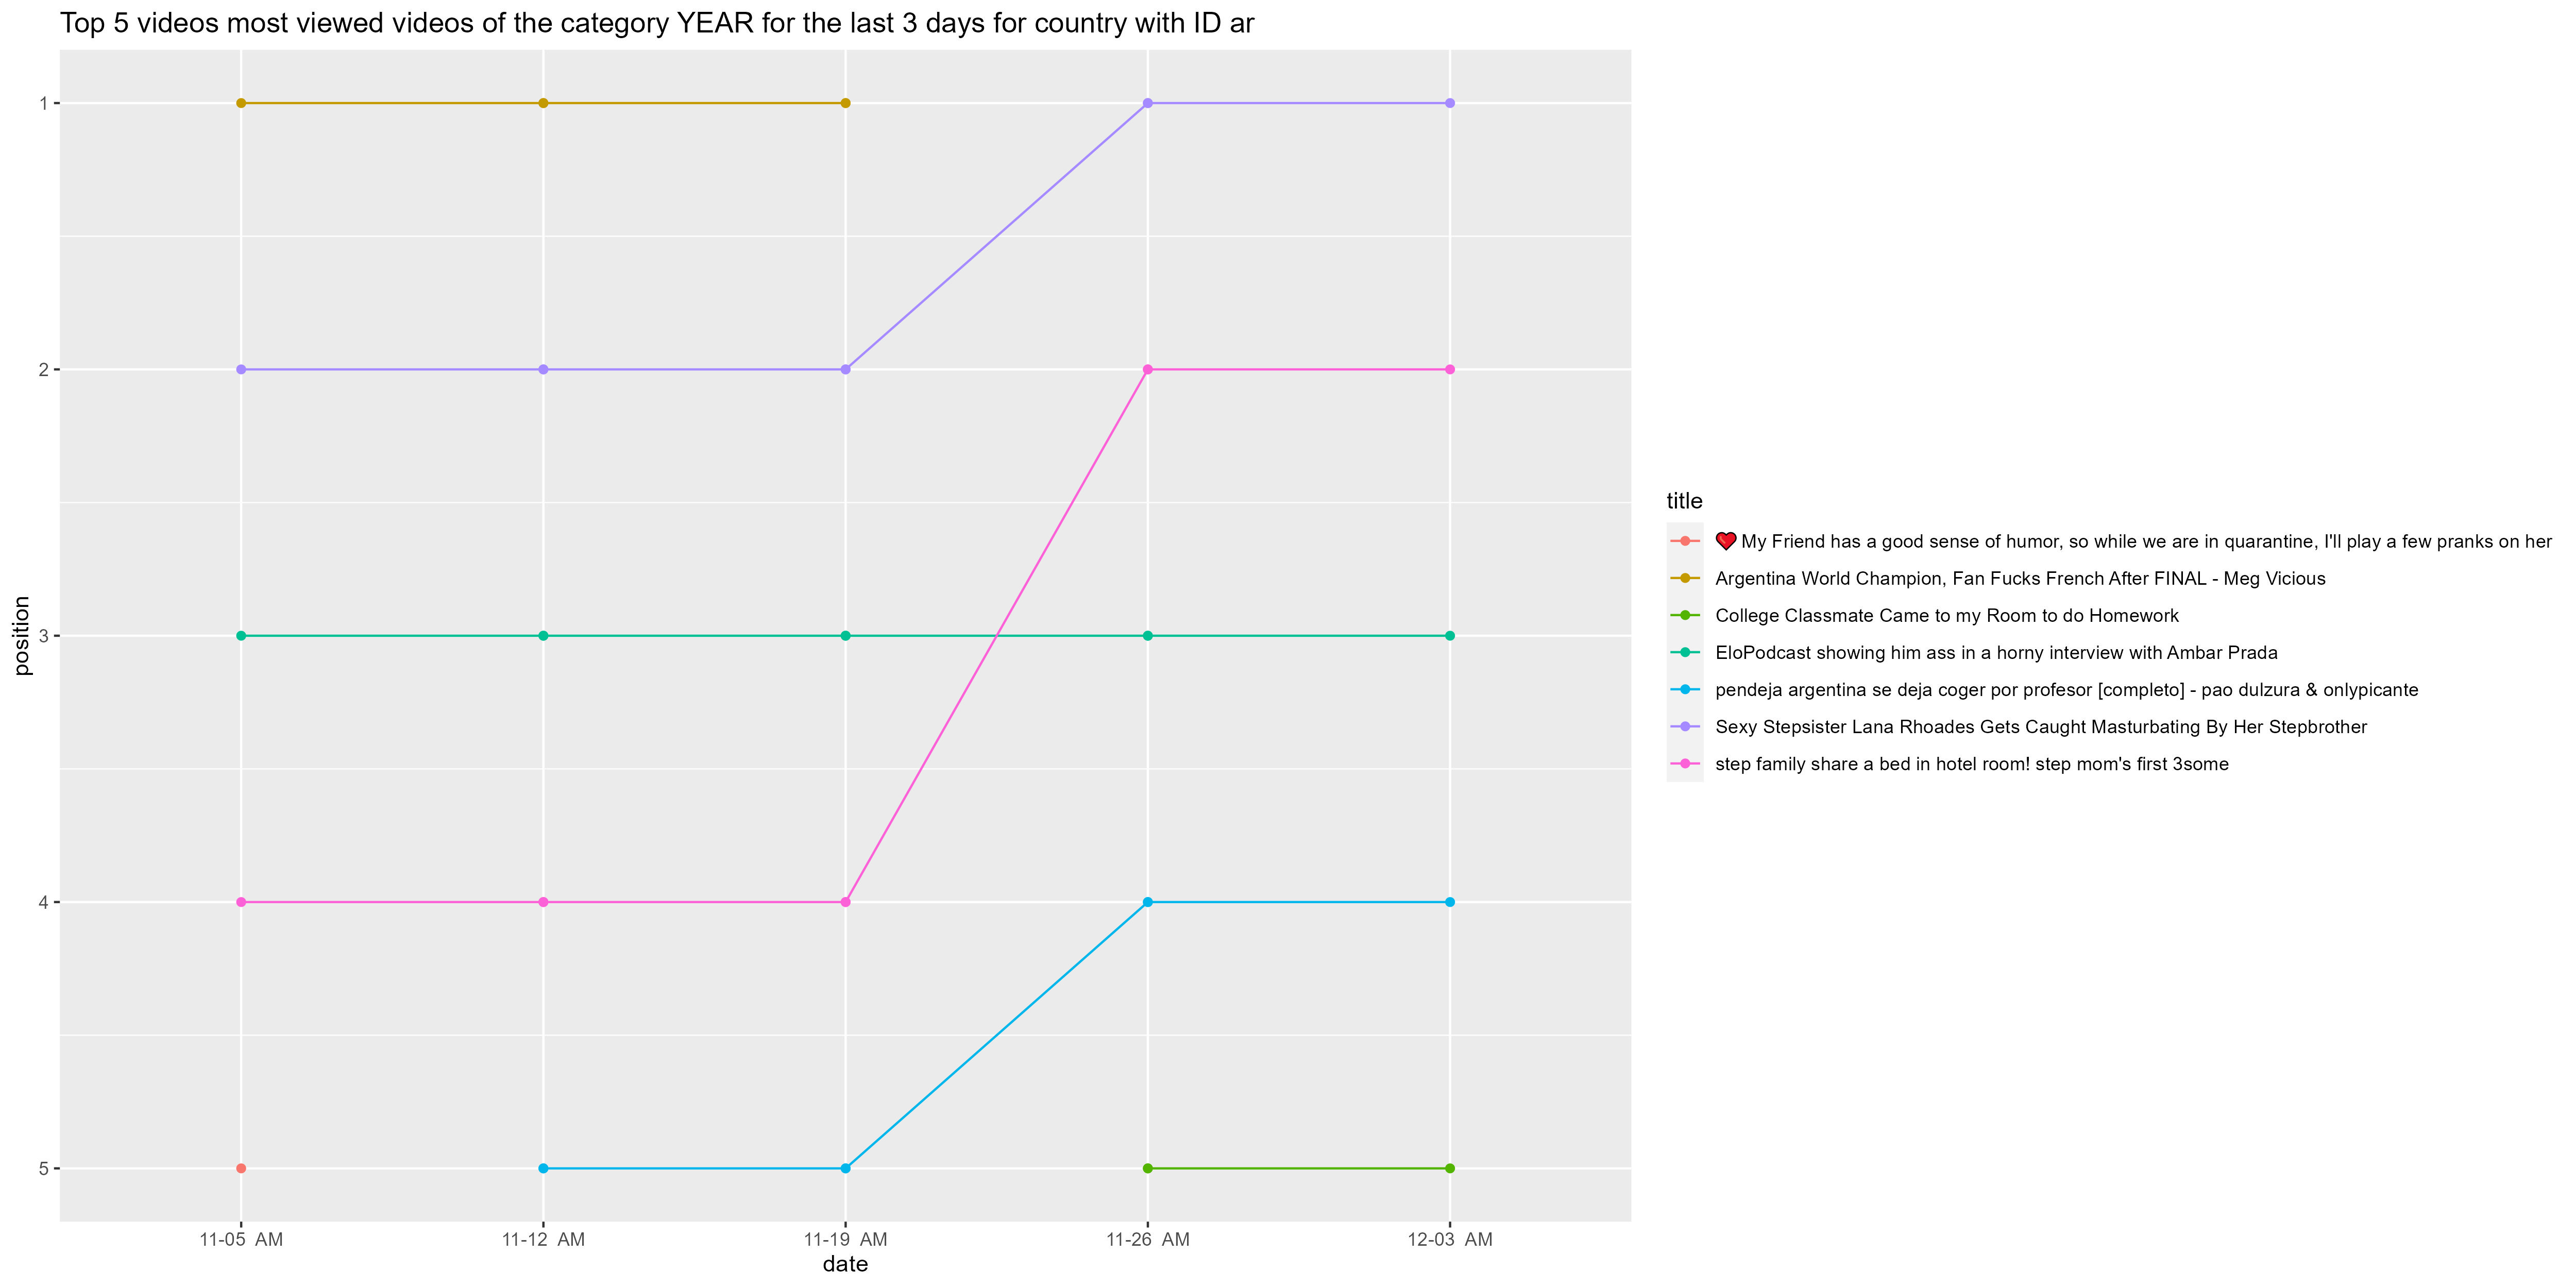 Top 5 videos most viewed videos of the category YEAR for the last 3 days for country with ID ar
position
1
2
3
4
5
11-05 AM
11-12 AM
11-19 AM
11-26 AM
12-03 AM
date
title
❤️ My Friend has a good sense of humor, so while we are in quarantine, I'll play a few pranks on her
Argentina World Champion, Fan Fucks French After FINAL - Meg Vicious
College Classmate Came to my Room to do Homework
EloPodcast showing him ass in a horny interview with Ambar Prada
pendeja argentina se deja coger por profesor [completo] - pao dulzura & onlypicante
Sexy Stepsister Lana Rhoades Gets Caught Masturbating By Her Stepbrother
step family share a bed in hotel room! step mom's first 3some